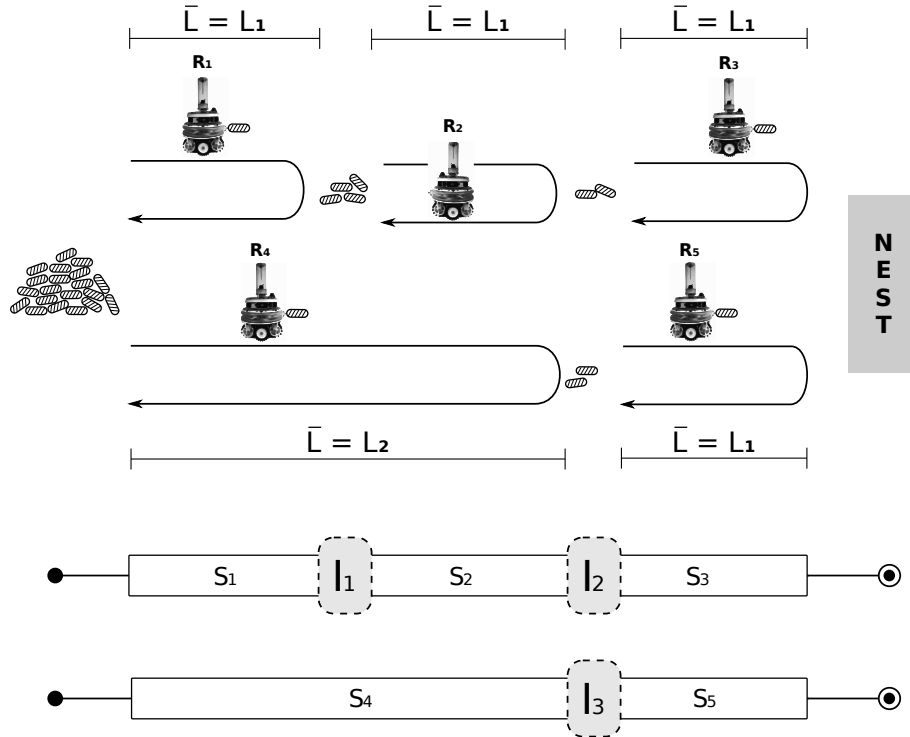 L̄ = L₁ L̄ = L₁ L̄ = L₁
R₁ R₃
R₂
R₄ R₅
N
E
S
T
L̄ = L₂ L̄ = L₁
S₁ I₁ S₂ I₂ S₃
S₄ I₃ S₅